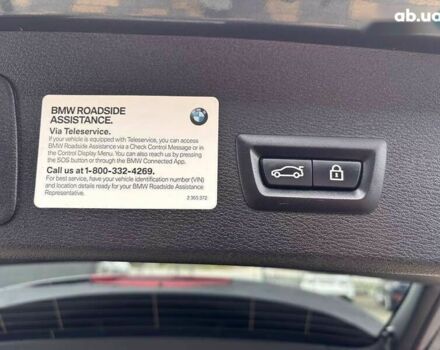 ab.ua
BMW ROADSIDE
ASSISTANCE.
Via Teleservice.
If your vehicle is equipped with Teleservice, you can access
BMW Roadside Assistance via a Check Control Message or in
the Control Display Menu. You can also reach us by pressing
the SOS button or through the BMW Connected App.
Call us at 1-800-332-4269.
For best service, have your vehicle identification number (VIN)
and location details ready for your BMW Roadside Assistance
Representative.
2 365 372